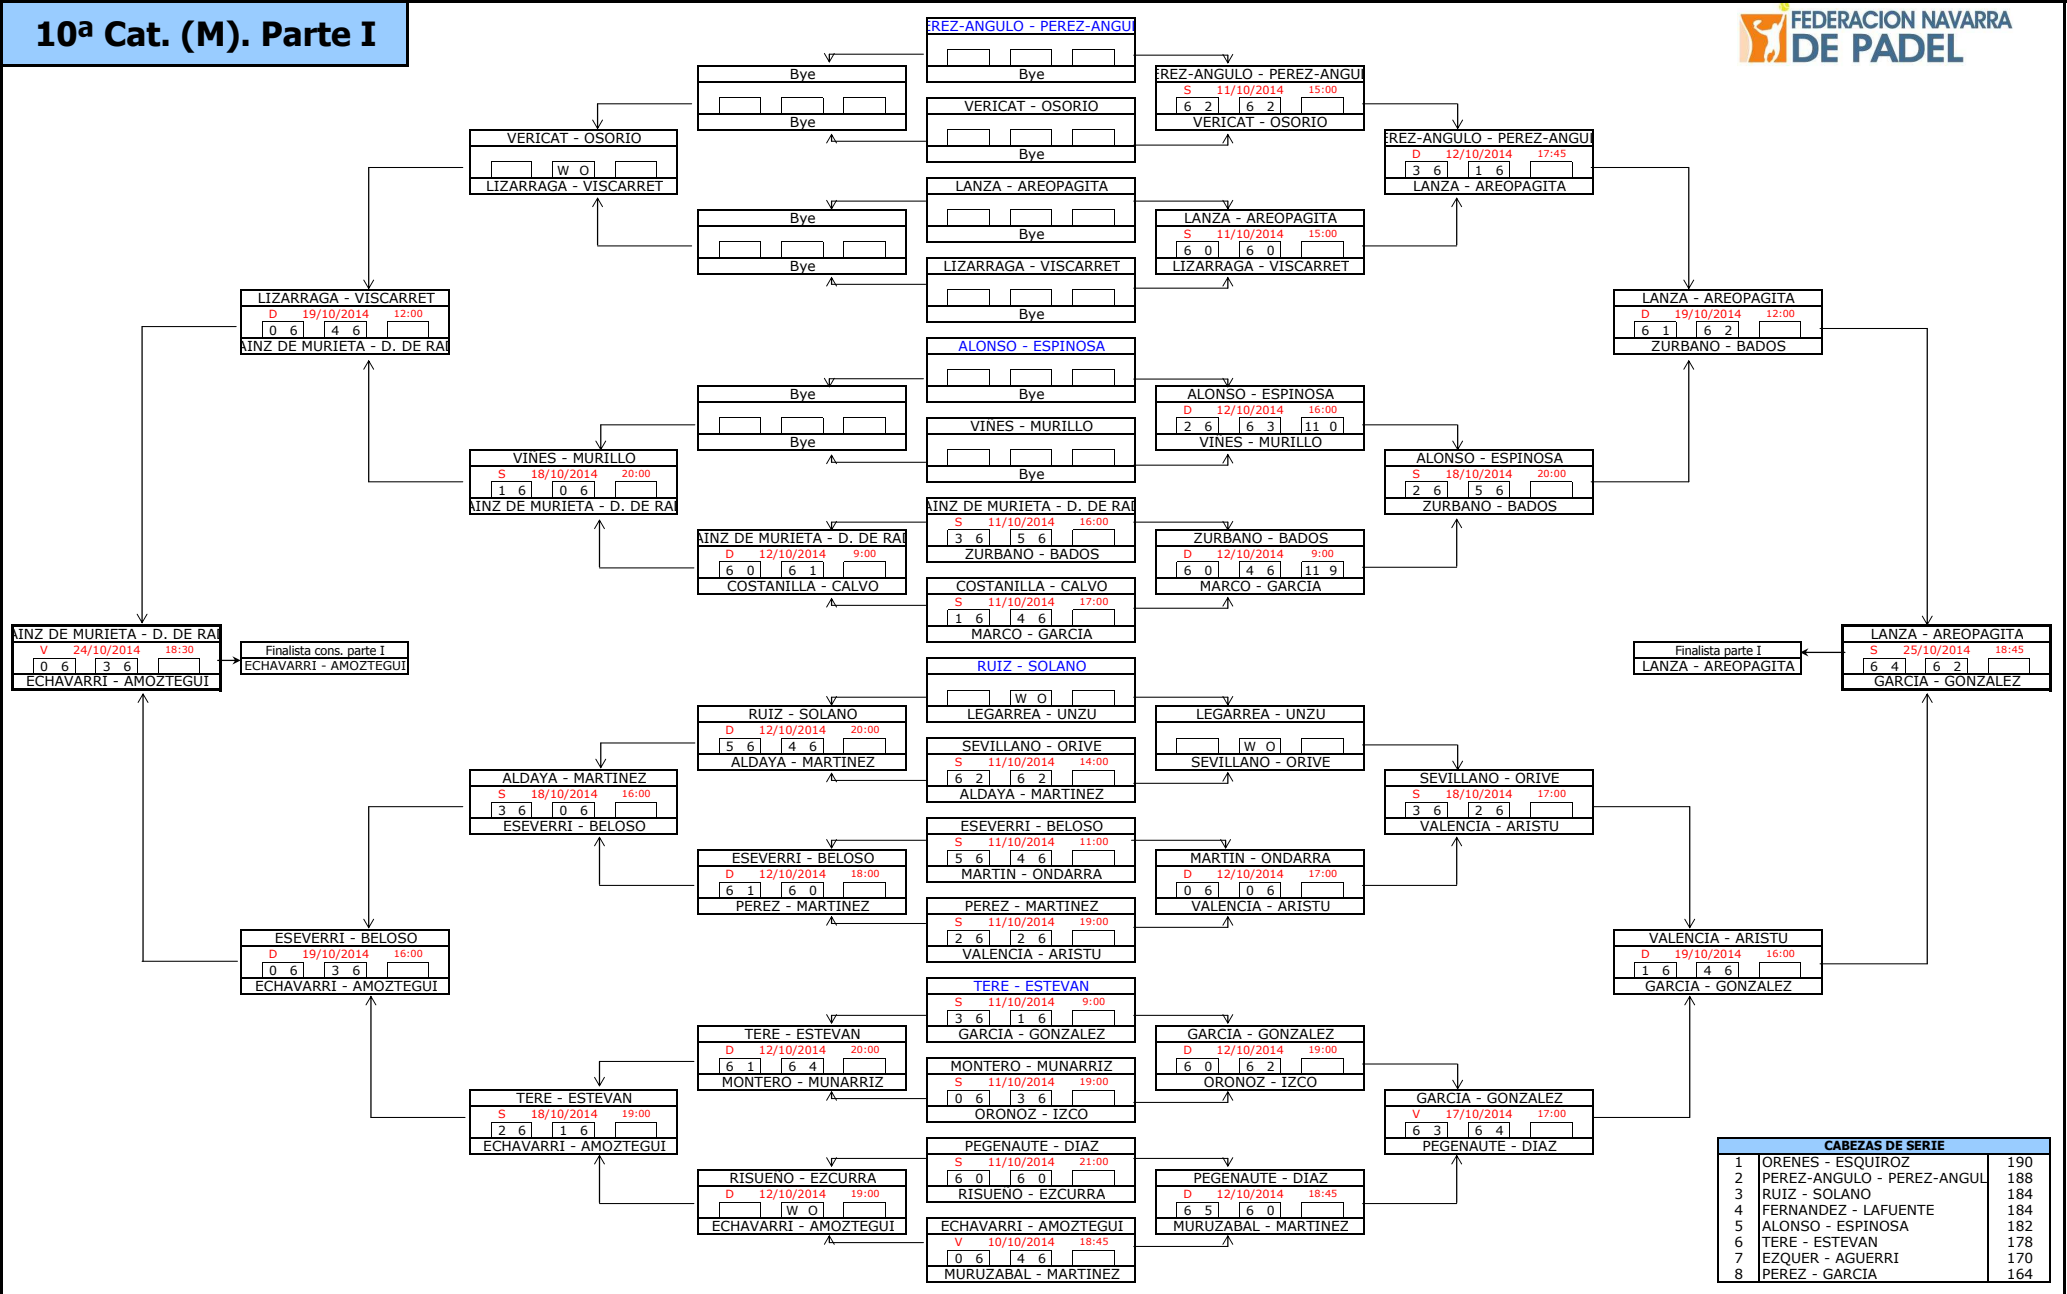 10ª Cat. (M). Parte I
FEDERACION NAVARRA
DE PADEL
VERICAT - OSORIO
W O
LIZARRAGA - VISCARRET
LIZARRAGA - VISCARRET
D 19/10/2014 12:00
0 6 4 6
AINZ DE MURIETA - D. DE RAD
VIÑES - MURILLO
S 18/10/2014 20:00
1 6 0 6
AINZ DE MURIETA - D. DE RAD
AINZ DE MURIETA - D. DE RAD
V 24/10/2014 18:30
0 6 3 6
ECHAVARRI - AMOZTEGUI
Finalista cons. parte I
ECHAVARRI - AMOZTEGUI
ALDAYA - MARTINEZ
S 18/10/2014 16:00
3 6 0 6
ESEVERRI - BELOSO
ESEVERRI - BELOSO
D 19/10/2014 16:00
0 6 3 6
ECHAVARRI - AMOZTEGUI
TERE - ESTEVAN
S 18/10/2014 19:00
2 6 1 6
ECHAVARRI - AMOZTEGUI
Bye
Bye
Bye
Bye
Bye
Bye
AINZ DE MURIETA - D. DE RAD
D 12/10/2014 9:00
6 0 6 1
COSTANILLA - CALVO
RUIZ - SOLANO
D 12/10/2014 20:00
5 6 4 6
ALDAYA - MARTINEZ
ESEVERRI - BELOSO
D 12/10/2014 18:00
6 1 6 0
PEREZ - MARTINEZ
TERE - ESTEVAN
D 12/10/2014 20:00
6 1 6 4
MONTERO - MUNARRIZ
RISUEÑO - EZCURRA
D 12/10/2014 19:00
W O
ECHAVARRI - AMOZTEGUI
EREZ-ANGULO - PEREZ-ANGUL
Bye
VERICAT - OSORIO
Bye
LANZA - AREOPAGITA
Bye
LIZARRAGA - VISCARRET
Bye
ALONSO - ESPINOSA
Bye
VIÑES - MURILLO
Bye
AINZ DE MURIETA - D. DE RAD
S 11/10/2014 16:00
3 6 5 6
ZURBANO - BADOS
COSTANILLA - CALVO
S 11/10/2014 17:00
1 6 4 6
MARCO - GARCIA
RUIZ - SOLANO
W O
LEGARREA - UNZU
SEVILLANO - ORIVE
S 11/10/2014 14:00
6 2 6 2
ALDAYA - MARTINEZ
ESEVERRI - BELOSO
S 11/10/2014 11:00
5 6 4 6
MARTIN - ONDARRA
PEREZ - MARTINEZ
S 11/10/2014 19:00
2 6 2 6
VALENCIA - ARISTU
TERE - ESTEVAN
S 11/10/2014 9:00
3 6 1 6
GARCIA - GONZALEZ
MONTERO - MUNARRIZ
S 11/10/2014 19:00
0 6 3 6
ORONOZ - IZCO
PEGENAUTE - DIAZ
S 11/10/2014 21:00
6 0 6 0
RISUEÑO - EZCURRA
ECHAVARRI - AMOZTEGUI
V 10/10/2014 18:45
0 6 4 6
MURUZABAL - MARTINEZ
EREZ-ANGULO - PEREZ-ANGUL
S 11/10/2014 15:00
6 2 6 2
VERICAT - OSORIO
LANZA - AREOPAGITA
S 11/10/2014 15:00
6 0 6 0
LIZARRAGA - VISCARRET
ALONSO - ESPINOSA
D 12/10/2014 16:00
2 6 6 3 11 0
VIÑES - MURILLO
ZURBANO - BADOS
D 12/10/2014 9:00
6 0 4 6 11 9
MARCO - GARCIA
LEGARREA - UNZU
W O
SEVILLANO - ORIVE
MARTIN - ONDARRA
D 12/10/2014 17:00
0 6 0 6
VALENCIA - ARISTU
GARCIA - GONZALEZ
D 12/10/2014 19:00
6 0 6 2
ORONOZ - IZCO
PEGENAUTE - DIAZ
D 12/10/2014 18:45
6 5 6 0
MURUZABAL - MARTINEZ
EREZ-ANGULO - PEREZ-ANGUL
D 12/10/2014 17:45
3 6 1 6
LANZA - AREOPAGITA
ALONSO - ESPINOSA
S 18/10/2014 20:00
2 6 5 6
ZURBANO - BADOS
SEVILLANO - ORIVE
S 18/10/2014 17:00
3 6 2 6
VALENCIA - ARISTU
GARCIA - GONZALEZ
V 17/10/2014 17:00
6 3 6 4
PEGENAUTE - DIAZ
LANZA - AREOPAGITA
D 19/10/2014 12:00
6 1 6 2
ZURBANO - BADOS
VALENCIA - ARISTU
D 19/10/2014 16:00
1 6 4 6
GARCIA - GONZALEZ
Finalista parte I
LANZA - AREOPAGITA
LANZA - AREOPAGITA
S 25/10/2014 18:45
6 4 6 2
GARCIA - GONZALEZ
CABEZAS DE SERIE
1 ORENES - ESQUIROZ 190
2 PEREZ-ANGULO - PEREZ-ANGUL 188
3 RUIZ - SOLANO 184
4 FERNANDEZ - LAFUENTE 184
5 ALONSO - ESPINOSA 182
6 TERE - ESTEVAN 178
7 EZQUER - AGUERRI 170
8 PEREZ - GARCIA 164